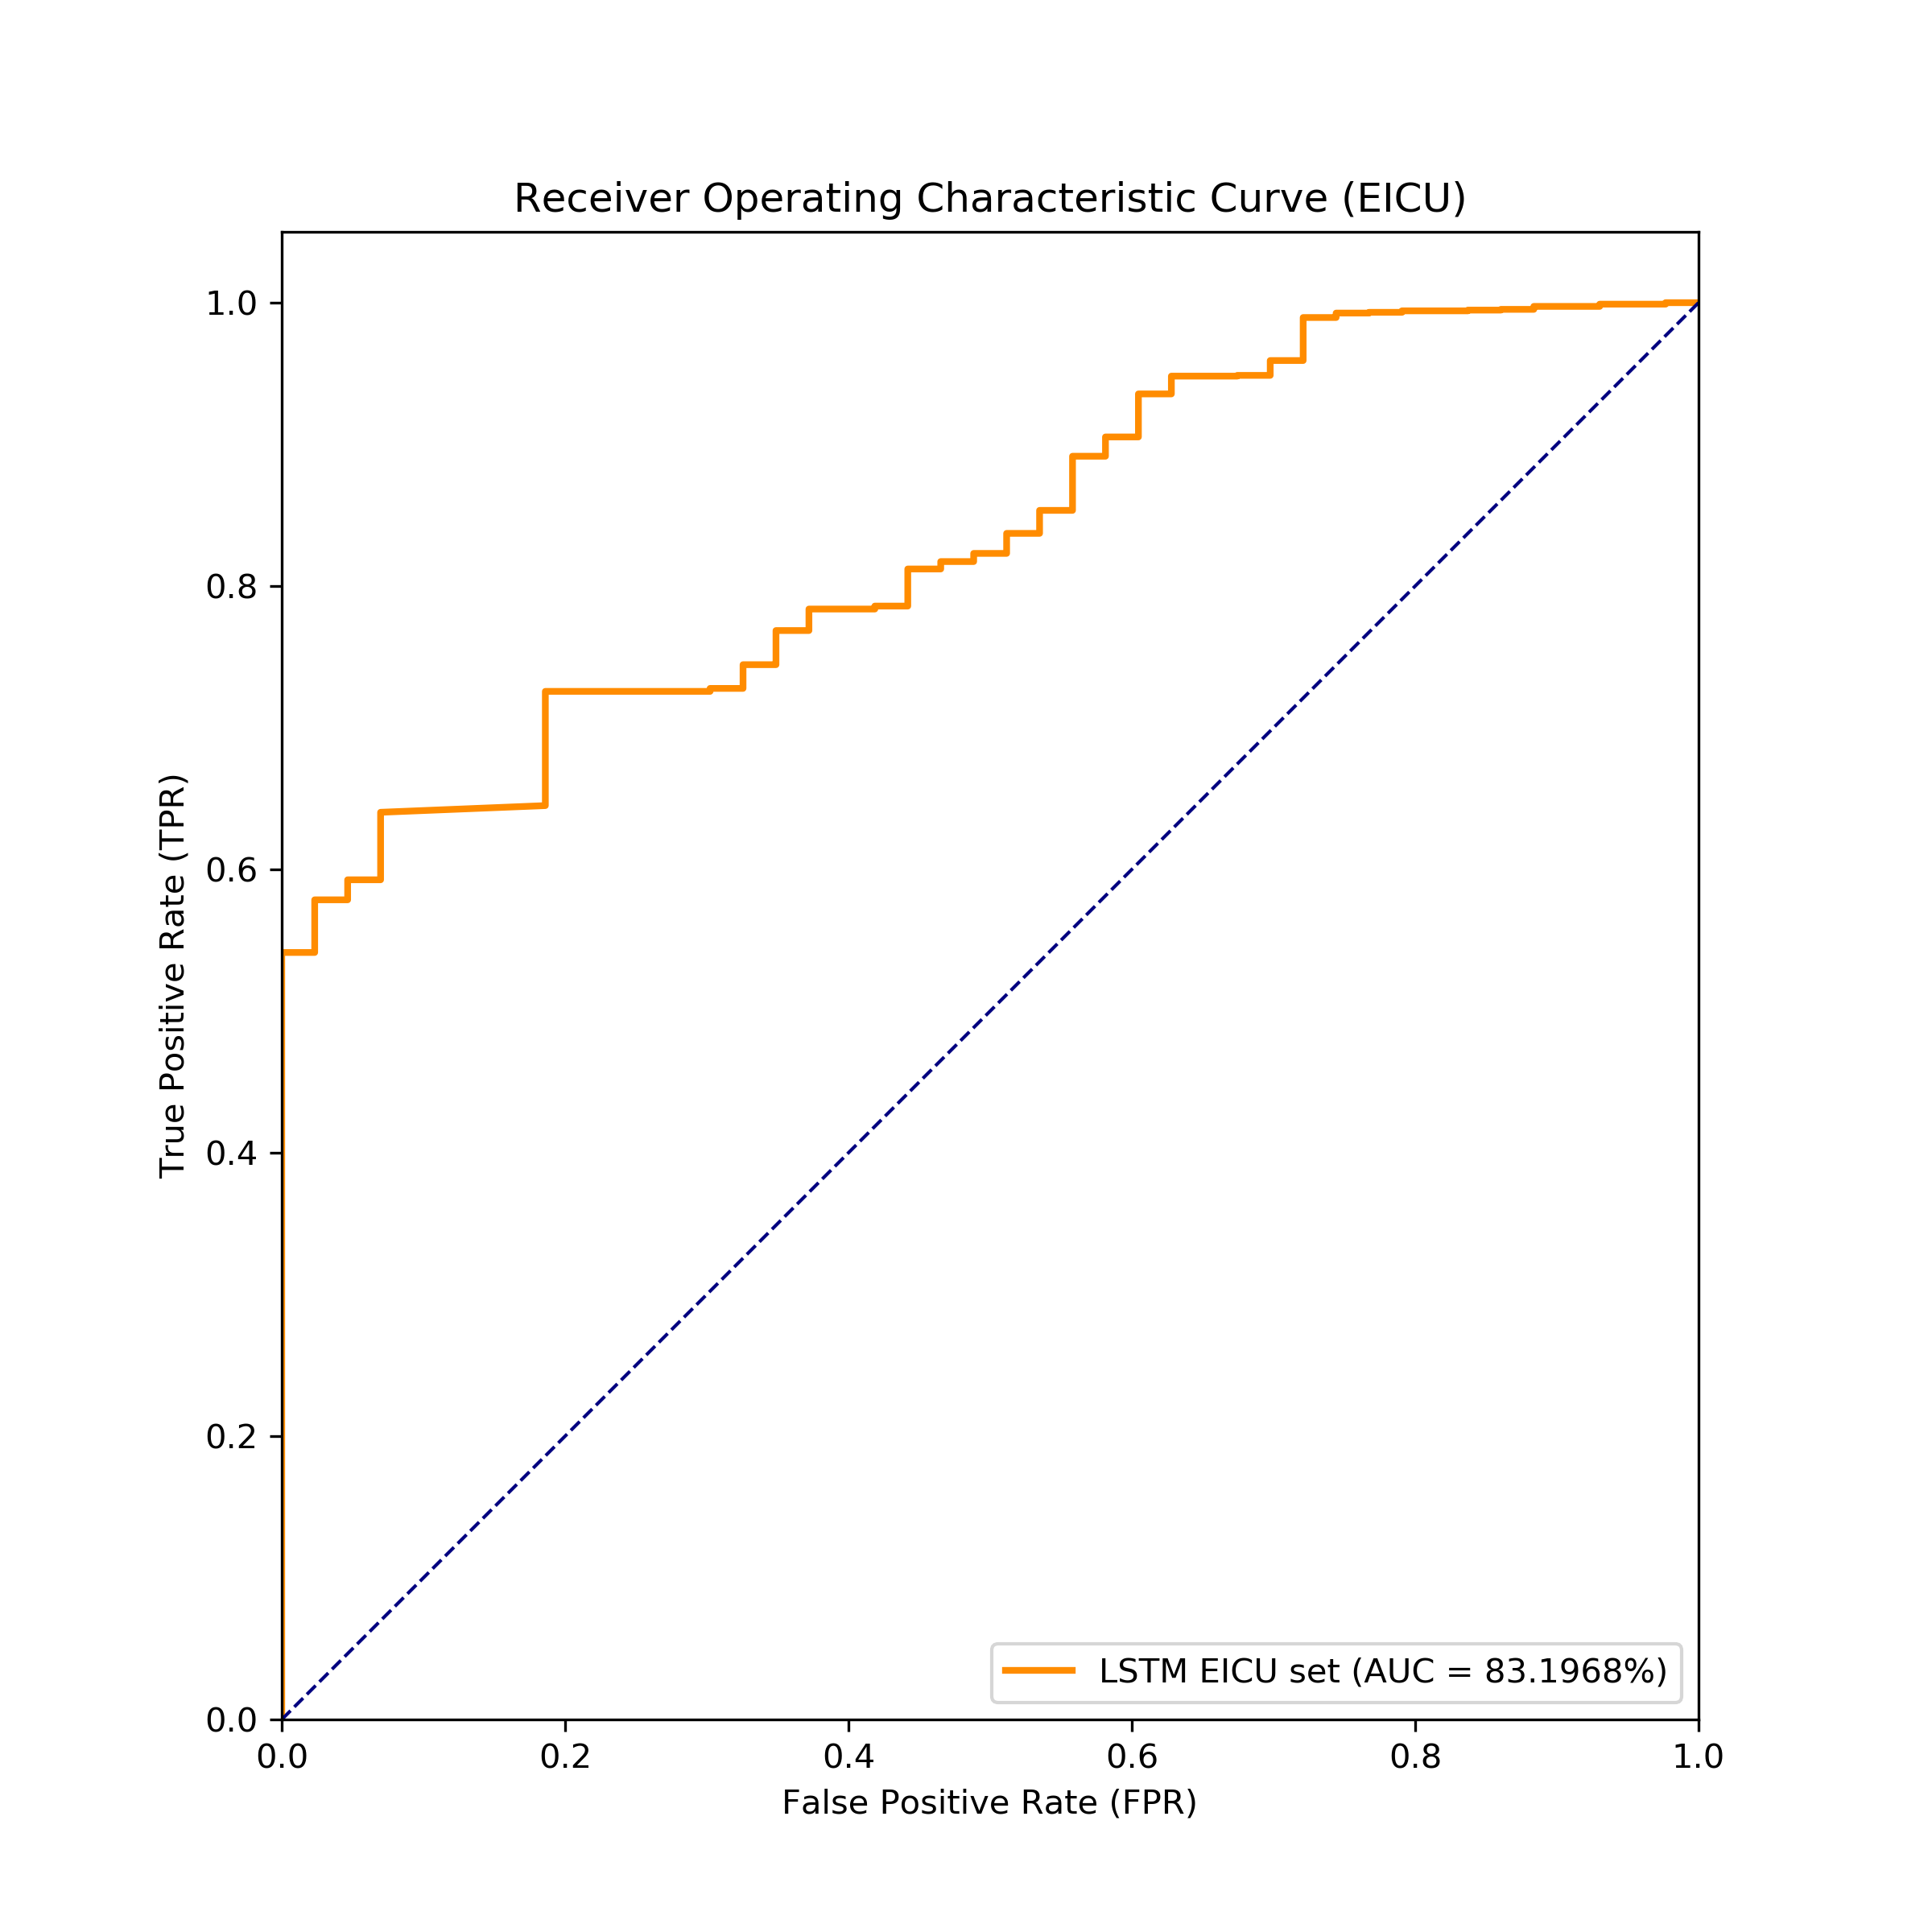 Receiver Operating Characteristic Curve (EICU)
1.0
0.8
0.6
0.4
0.2
0.0
True Positive Rate (TPR)
LSTM EICU set (AUC = 83.1968%)
0.0 0.2 0.4 0.6 0.8 1.0
False Positive Rate (FPR)